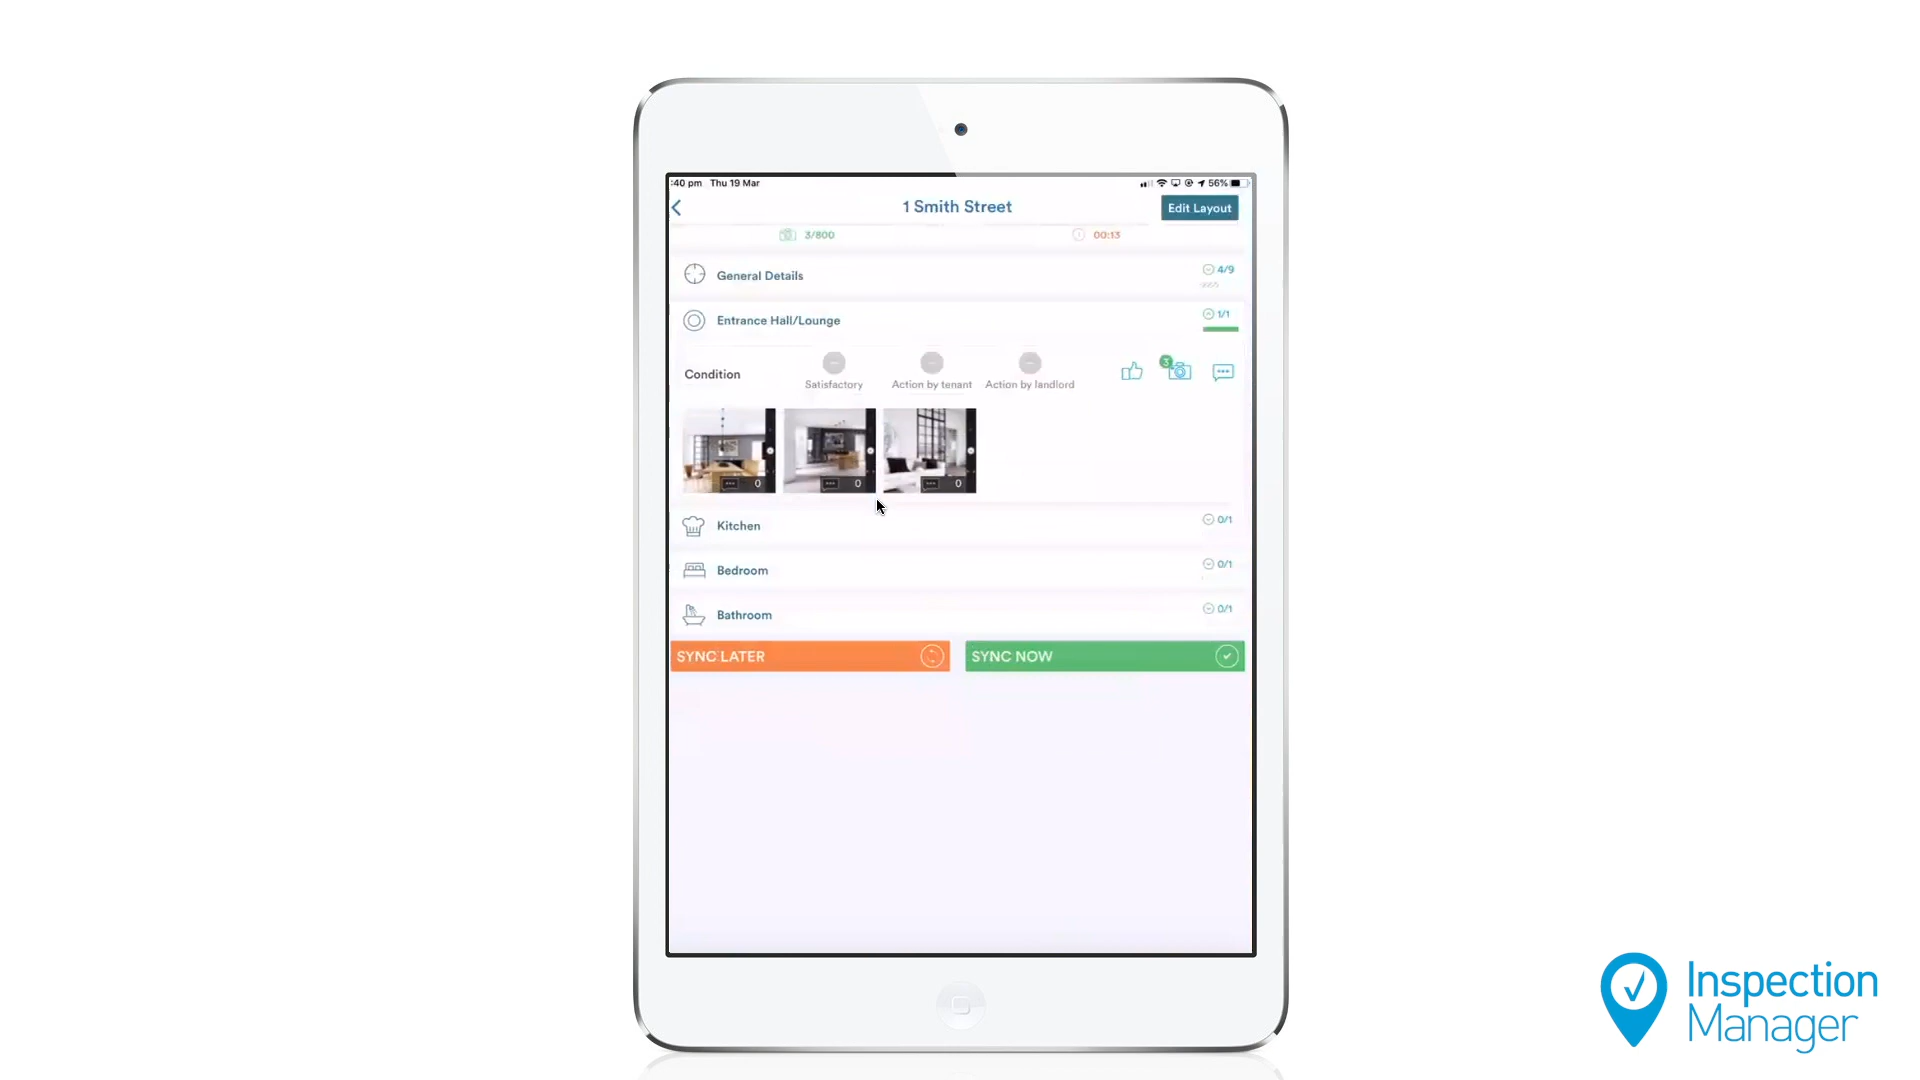 :40 pm Thu 19 Mar
56%
1 Smith Street
Edit Layout
3/800
00:13
General Details
4/9
Entrance Hall/Lounge
1/1
Condition
Satisfactory
Action by tenant
Action by landlord
3
0
0
0
Kitchen
0/1
Bedroom
0/1
Bathroom
0/1
SYNC LATER
SYNC NOW
Inspection
Manager